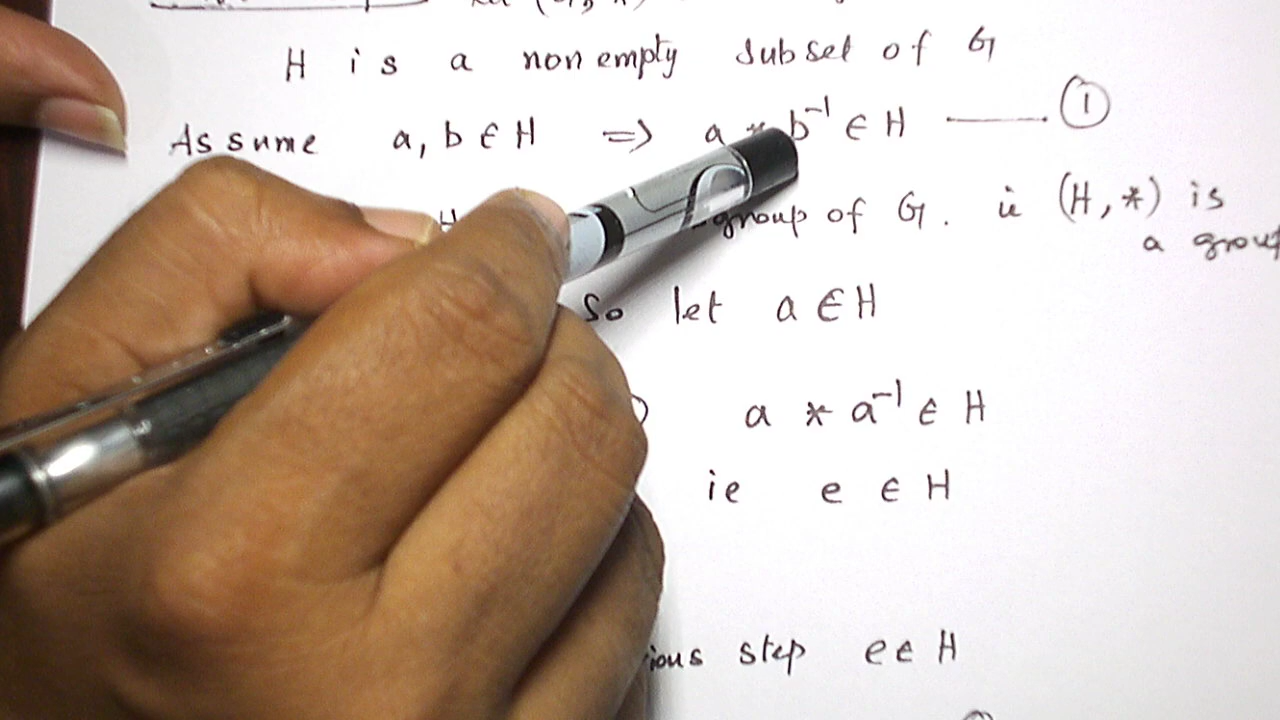 H is a nonempty subset of G
Assume a, b ∈ H ⇒ a * b⁻¹ ∈ H —— ①
H group of G. ie (H, *) is
a group
So let a ∈ H
a * a⁻¹ ∈ H
ie e ∈ H
step e ∈ H